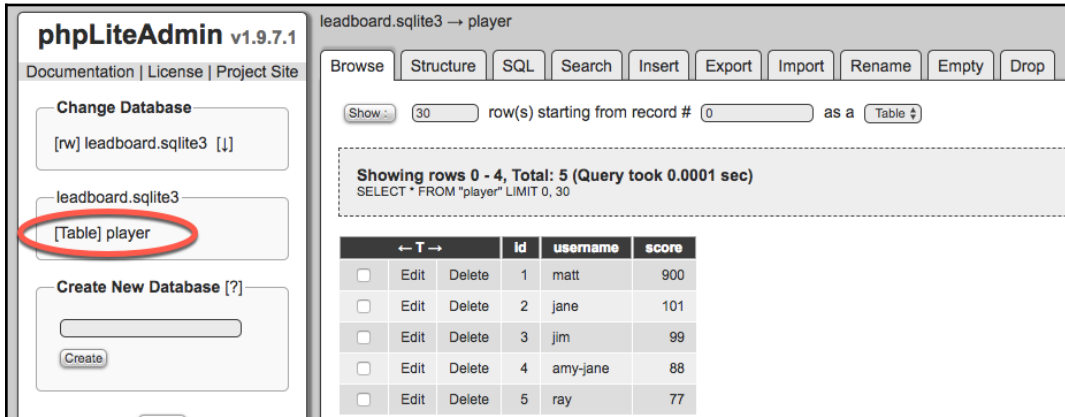 phpLiteAdmin v1.9.7.1
Documentation | License | Project Site
Change Database
[rw] leadboard.sqlite3 [↓]
leadboard.sqlite3
[Table] player
Create New Database [?]
Create
leadboard.sqlite3 → player
Browse Structure SQL Search Insert Export Import Rename Empty Drop
Show : 30 row(s) starting from record # 0 as a Table
Showing rows 0 - 4, Total: 5 (Query took 0.0001 sec)
SELECT * FROM "player" LIMIT 0, 30
←T→ id username score
Edit Delete 1 matt 900
Edit Delete 2 jane 101
Edit Delete 3 jim 99
Edit Delete 4 amy-jane 88
Edit Delete 5 ray 77